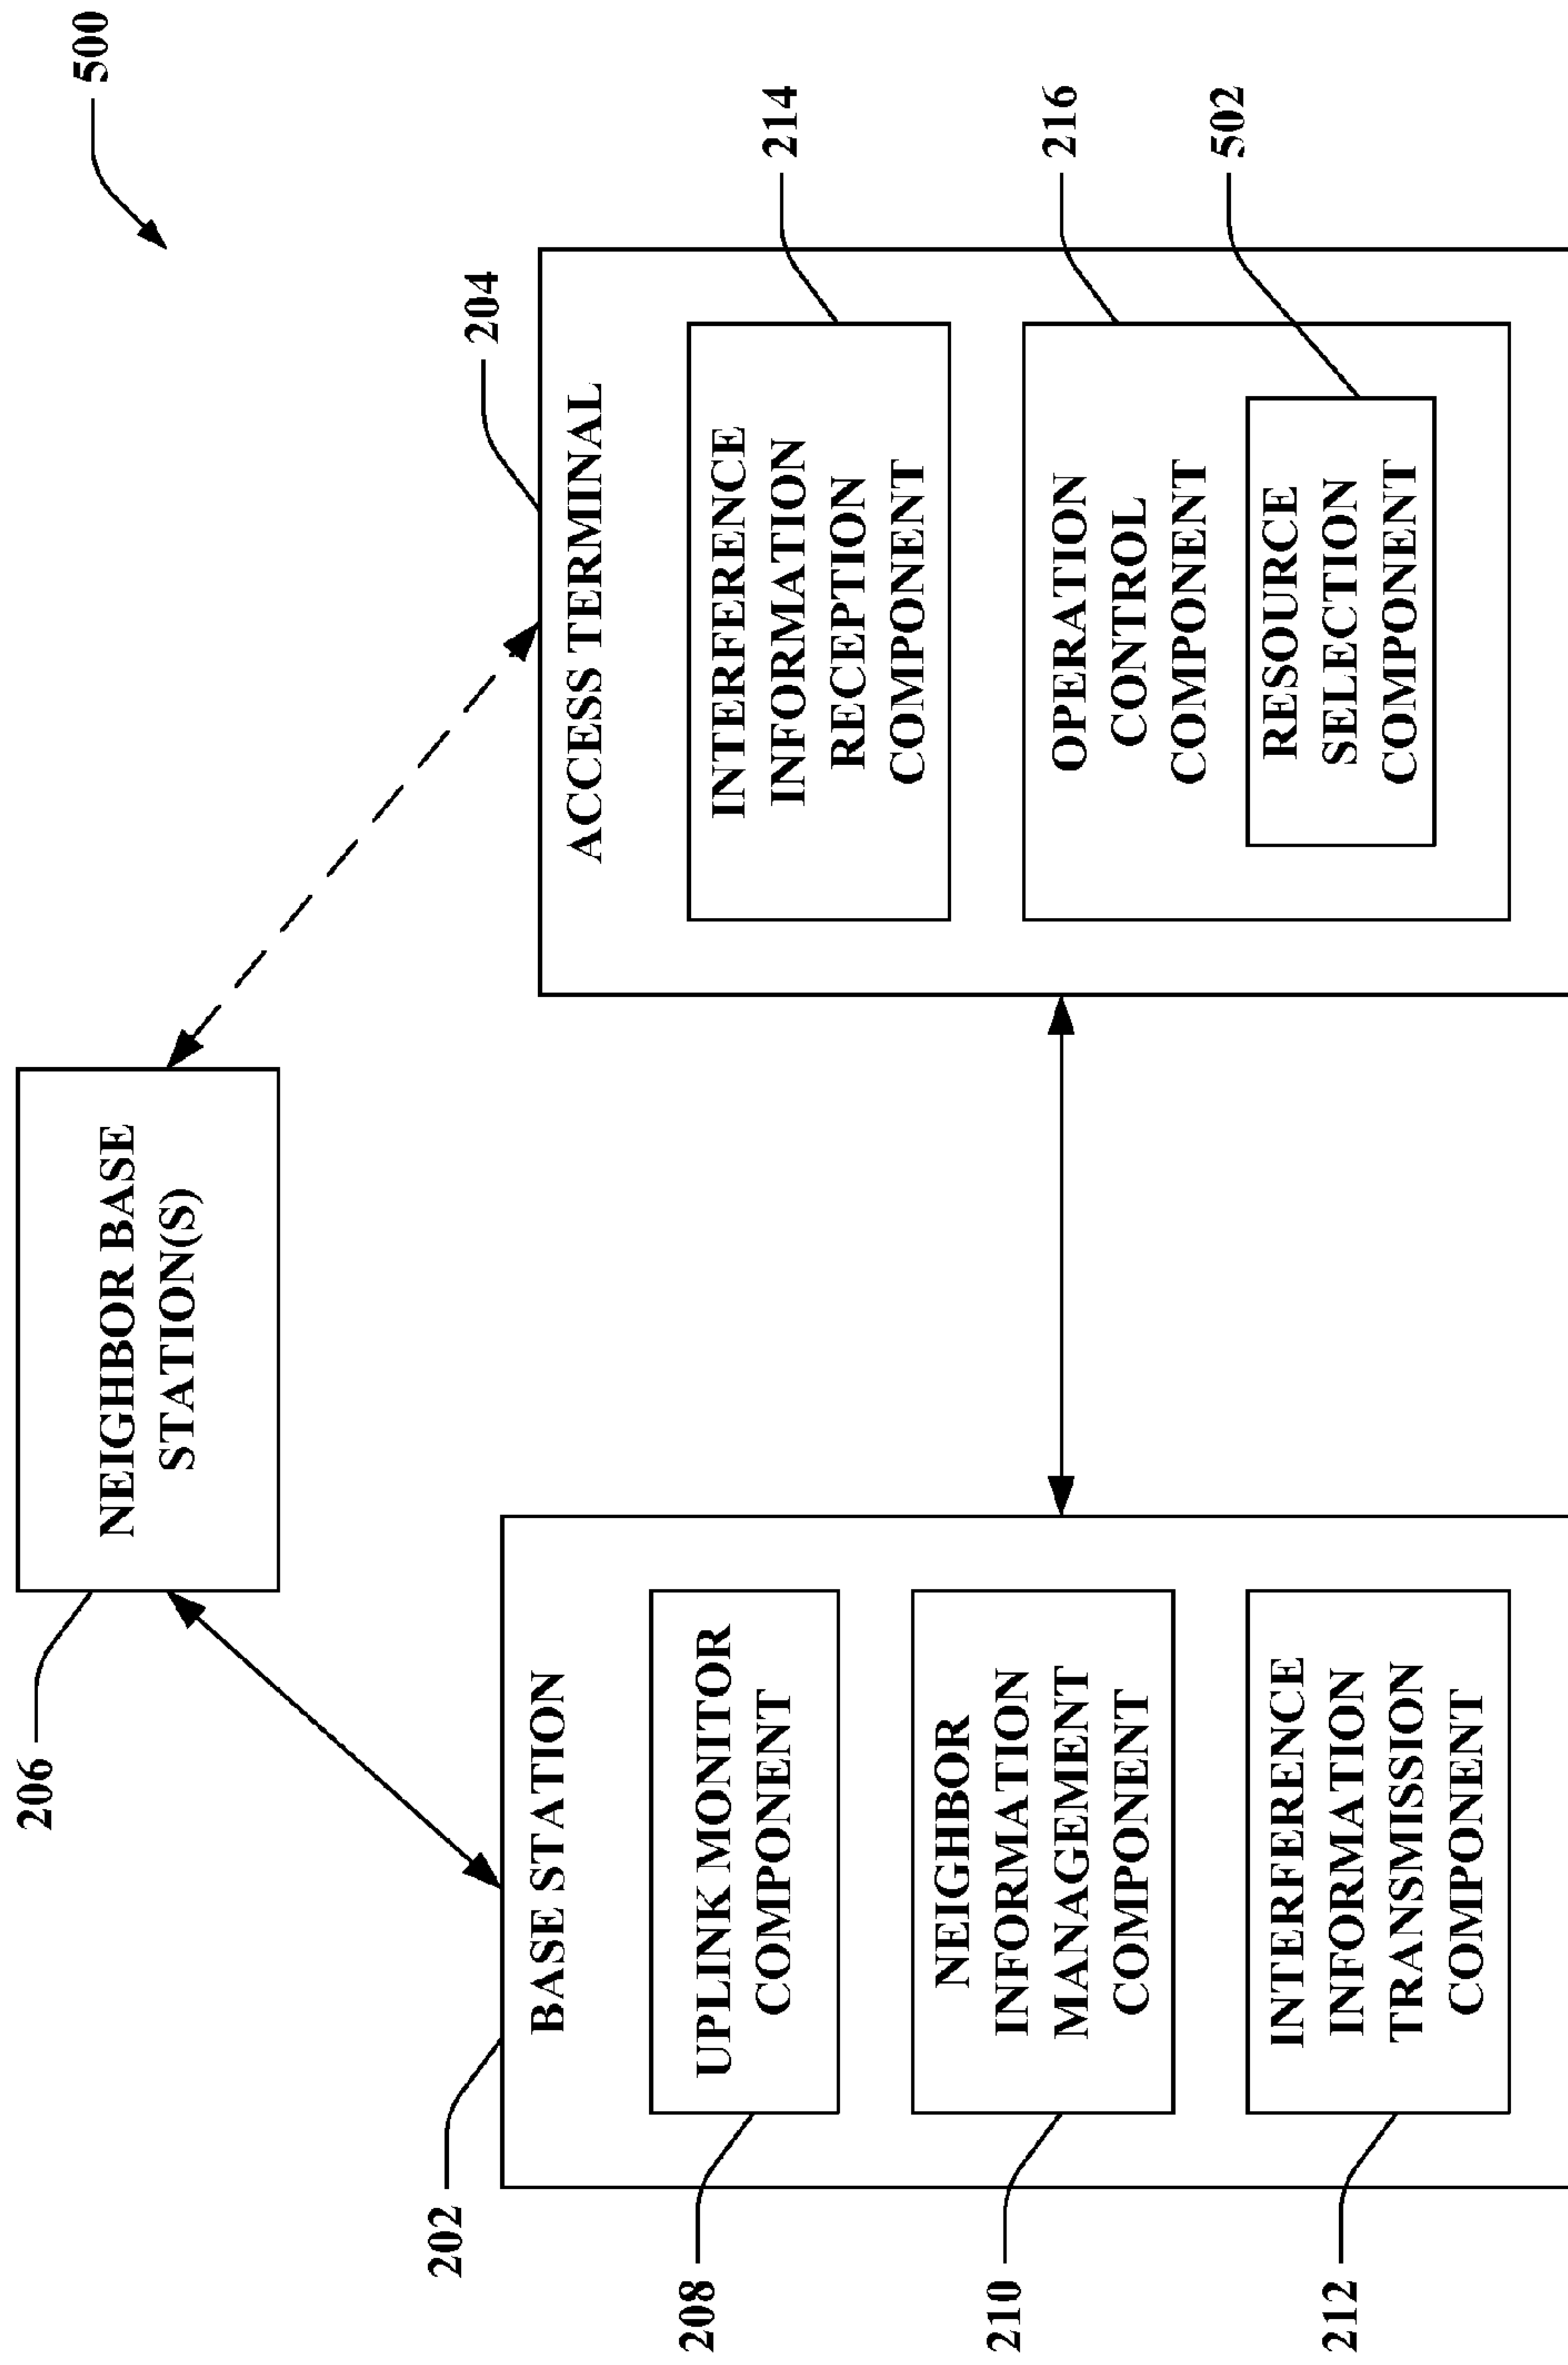 500
206
NEIGHBOR BASE
STATION(S)
202
BASE STATION
208
UPLINK MONITOR
COMPONENT
210
NEIGHBOR
INFORMATION
MANAGEMENT
COMPONENT
212
INTERFERENCE
INFORMATION
TRANSMISSION
COMPONENT
204
ACCESS TERMINAL
214
INTERFERENCE
INFORMATION
RECEPTION
COMPONENT
216
OPERATION
CONTROL
COMPONENT
502
RESOURCE
SELECTION
COMPONENT